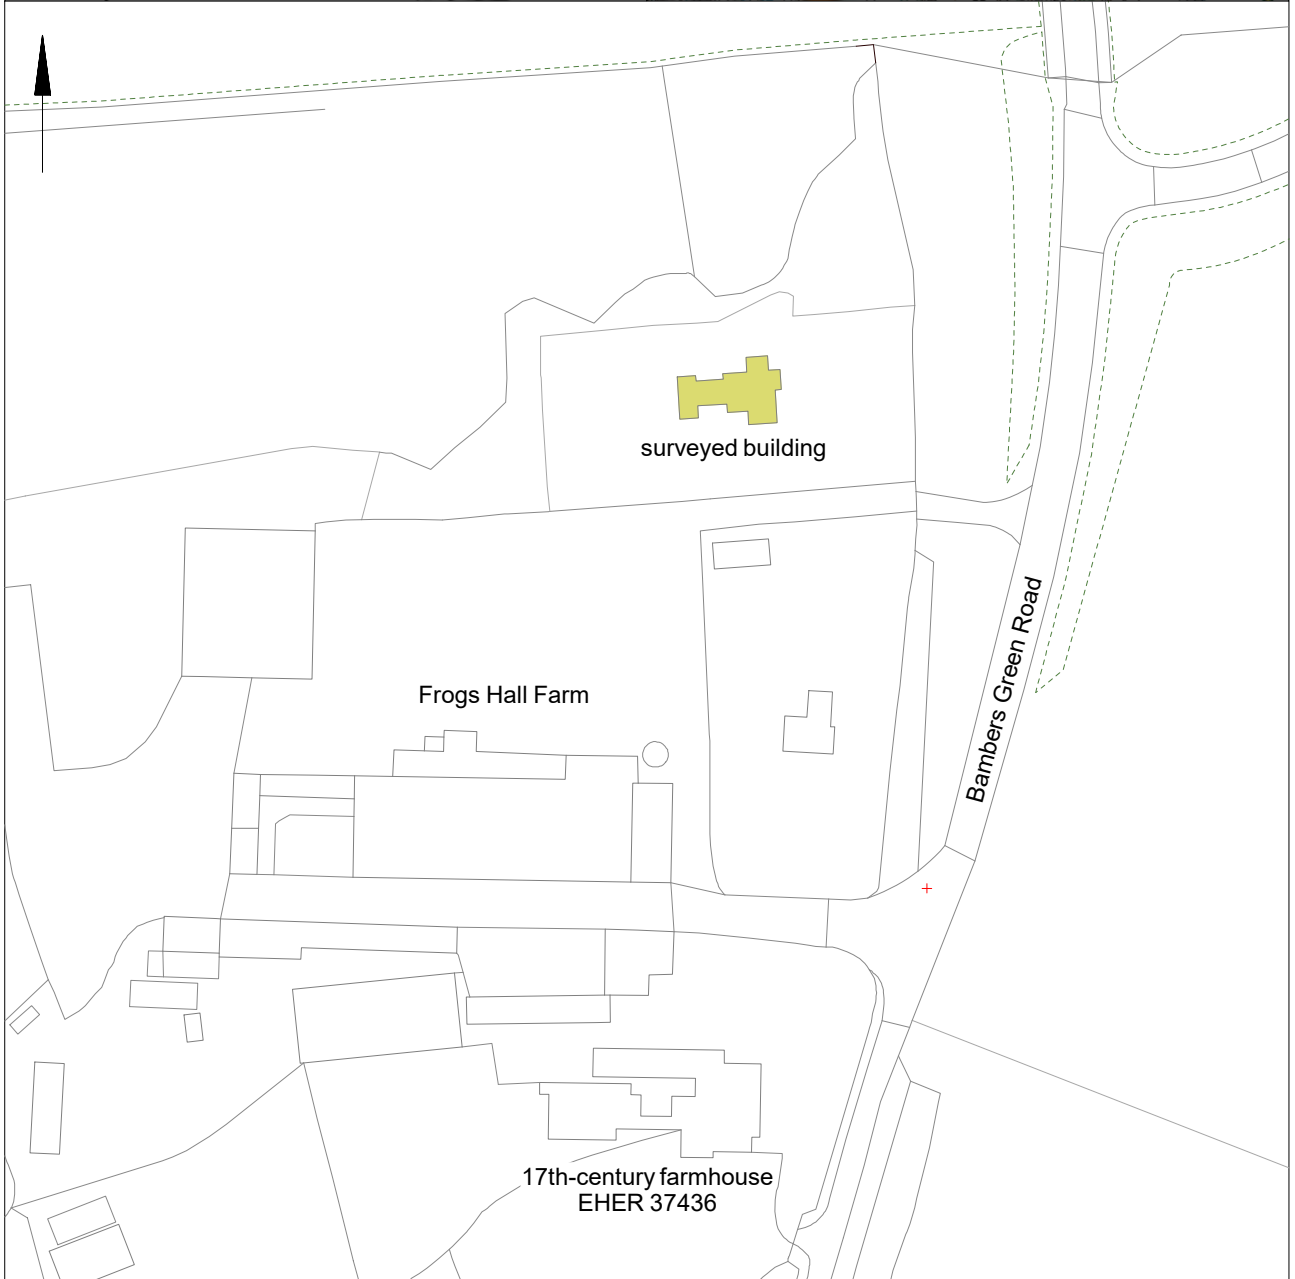 surveyed building
Frogs Hall Farm
Bambers Green Road
17th-century farmhouse
EHER 37436